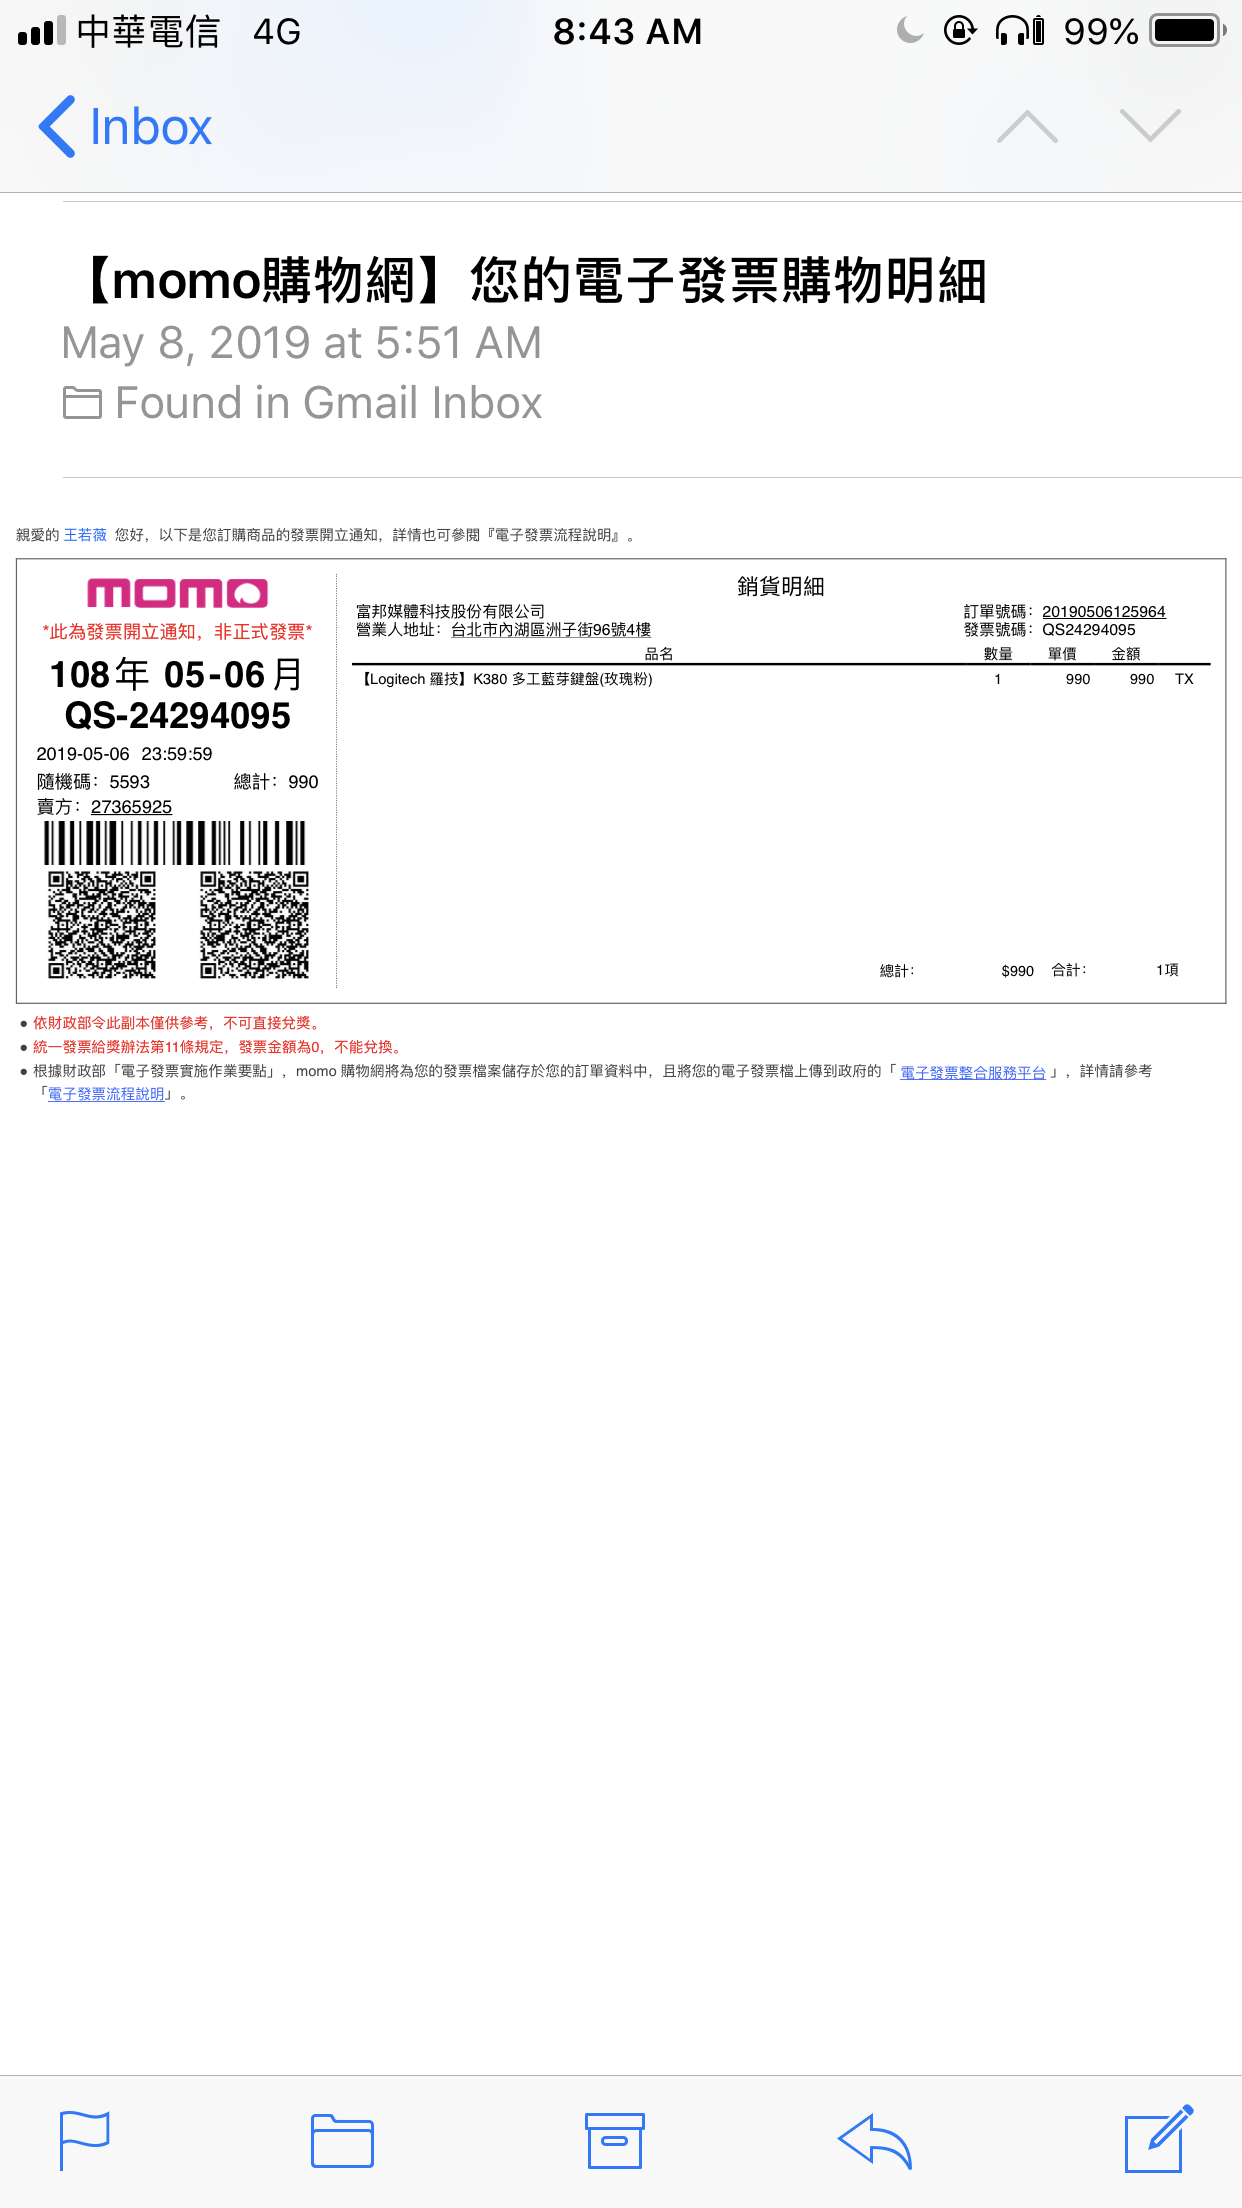 中華電信 4G 8:43 AM 99%
Inbox
【momo購物網】您的電子發票購物明細
May 8, 2019 at 5:51 AM
Found in Gmail Inbox
親愛的 王若薇 您好，以下是您訂購商品的發票開立通知，詳情也可參閱『電子發票流程說明』。
momo
*此為發票開立通知，非正式發票*
108年 05-06月
QS-24294095
2019-05-06 23:59:59
隨機碼：5593 總計：990
賣方：27365925
銷貨明細
富邦媒體科技股份有限公司 訂單號碼：20190506125964
營業人地址：台北市內湖區洲子街96號4樓 發票號碼：QS24294095
品名 數量 單價 金額
【Logitech 羅技】K380 多工藍芽鍵盤(玫瑰粉) 1 990 990 TX
總計： $990 合計： 1項
●依財政部令此副本僅供參考，不可直接兌獎。
●統一發票給獎辦法第11條規定，發票金額為0，不能兌換。
●根據財政部「電子發票實施作業要點」，momo 購物網將為您的發票檔案儲存於您的訂單資料中，且將您的電子發票檔上傳到政府的「 電子發票整合服務平台 」，詳情請參考
「電子發票流程說明」。